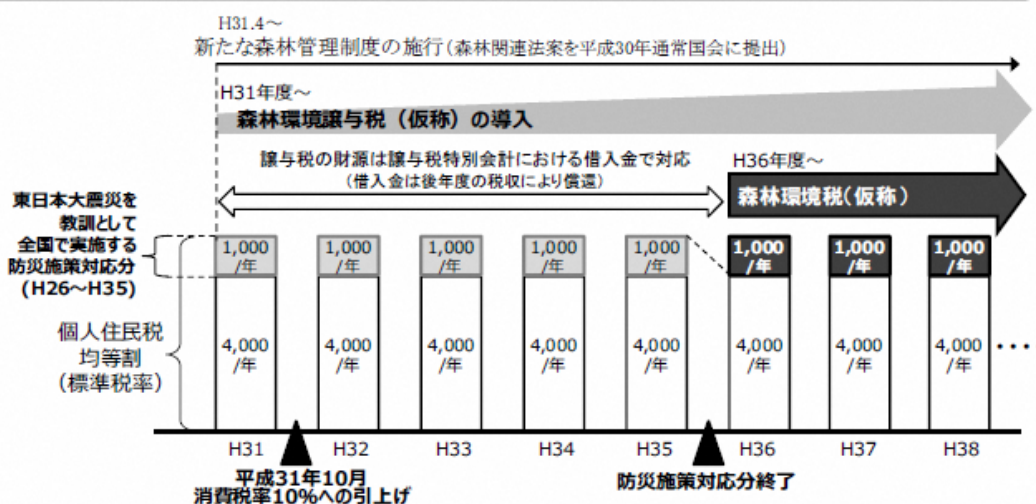 H31.4～
新たな森林管理制度の施行(森林関連法案を平成30年通常国会に提出)
H31年度～
森林環境譲与税（仮称）の導入
譲与税の財源は譲与税特別会計における借入金で対応
(借入金は後年度の税収により償還)
H36年度～
森林環境税(仮称)
東日本大震災を
教訓として
全国で実施する
防災施策対応分
(H26～H35)
1,000
/年
1,000
/年
1,000
/年
1,000
/年
1,000
/年
1,000
/年
1,000
/年
1,000
/年
個人住民税
均等割
（標準税率）
4,000
/年
4,000
/年
4,000
/年
4,000
/年
4,000
/年
4,000
/年
4,000
/年
4,000
/年
･･･
H31
H32
H33
H34
H35
H36
H37
H38
平成31年10月
消費税率10%への引上げ
防災施策対応分終了